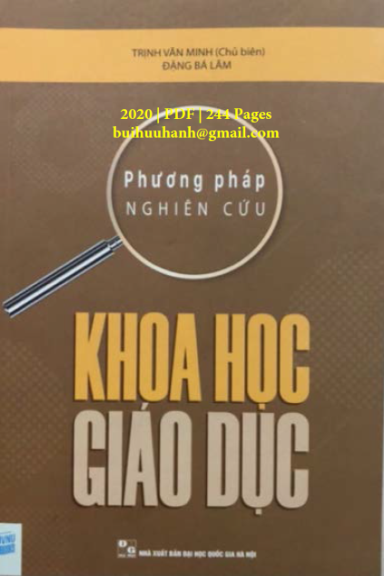 TRỊNH VĂN MINH (Chủ biên)
ĐẶNG BÁ LÃM
2020 | PDF | 244 Pages
buihuuhanh@gmail.com
Phương pháp
NGHIÊN CỨU
KHOA HỌC
GIÁO DỤC
NHÀ XUẤT BẢN ĐẠI HỌC QUỐC GIA HÀ NỘI